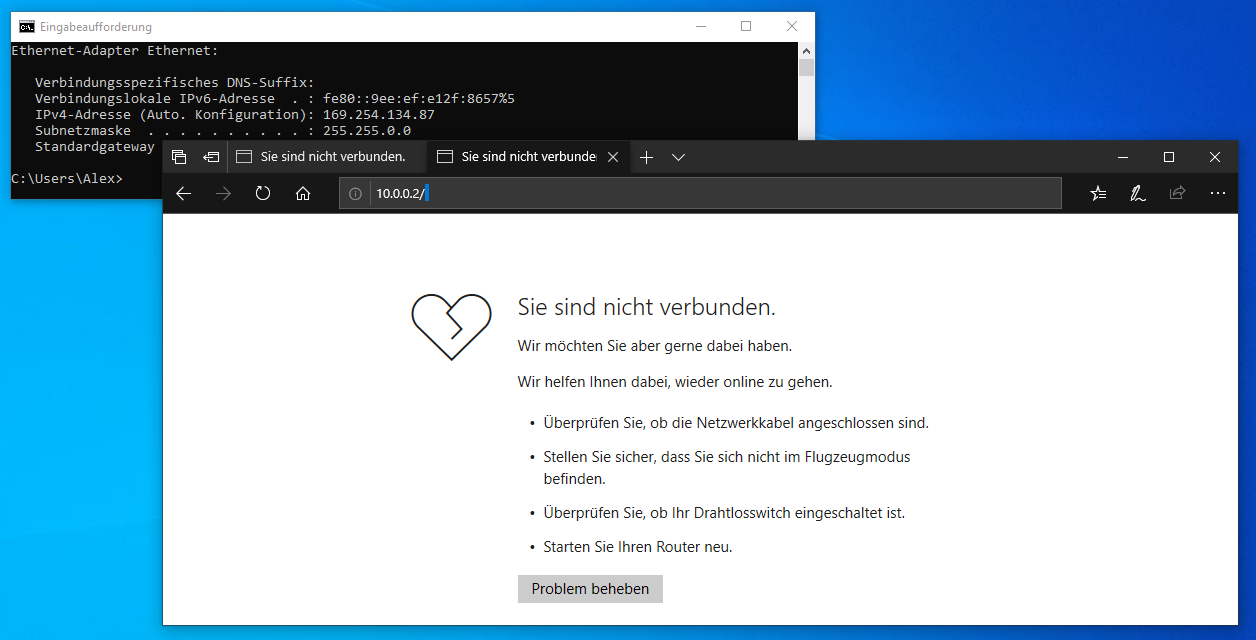 Eingabeaufforderung
Ethernet-Adapter Ethernet:
Verbindungsspezifisches DNS-Suffix:
Verbindungslokale IPv6-Adresse  . : fe80::9ee:ef:e12f:8657%5
IPv4-Adresse (Auto. Konfiguration): 169.254.134.87
Subnetzmaske  . . . . . . . . . . : 255.255.0.0
Standardgateway
C:\Users\Alex>
Sie sind nicht verbunden.
Sie sind nicht verbunde
10.0.0.2/
Sie sind nicht verbunden.
Wir möchten Sie aber gerne dabei haben.
Wir helfen Ihnen dabei, wieder online zu gehen.
• Überprüfen Sie, ob die Netzwerkkabel angeschlossen sind.
• Stellen Sie sicher, dass Sie sich nicht im Flugzeugmodus
befinden.
• Überprüfen Sie, ob Ihr Drahtlosswitch eingeschaltet ist.
• Starten Sie Ihren Router neu.
Problem beheben